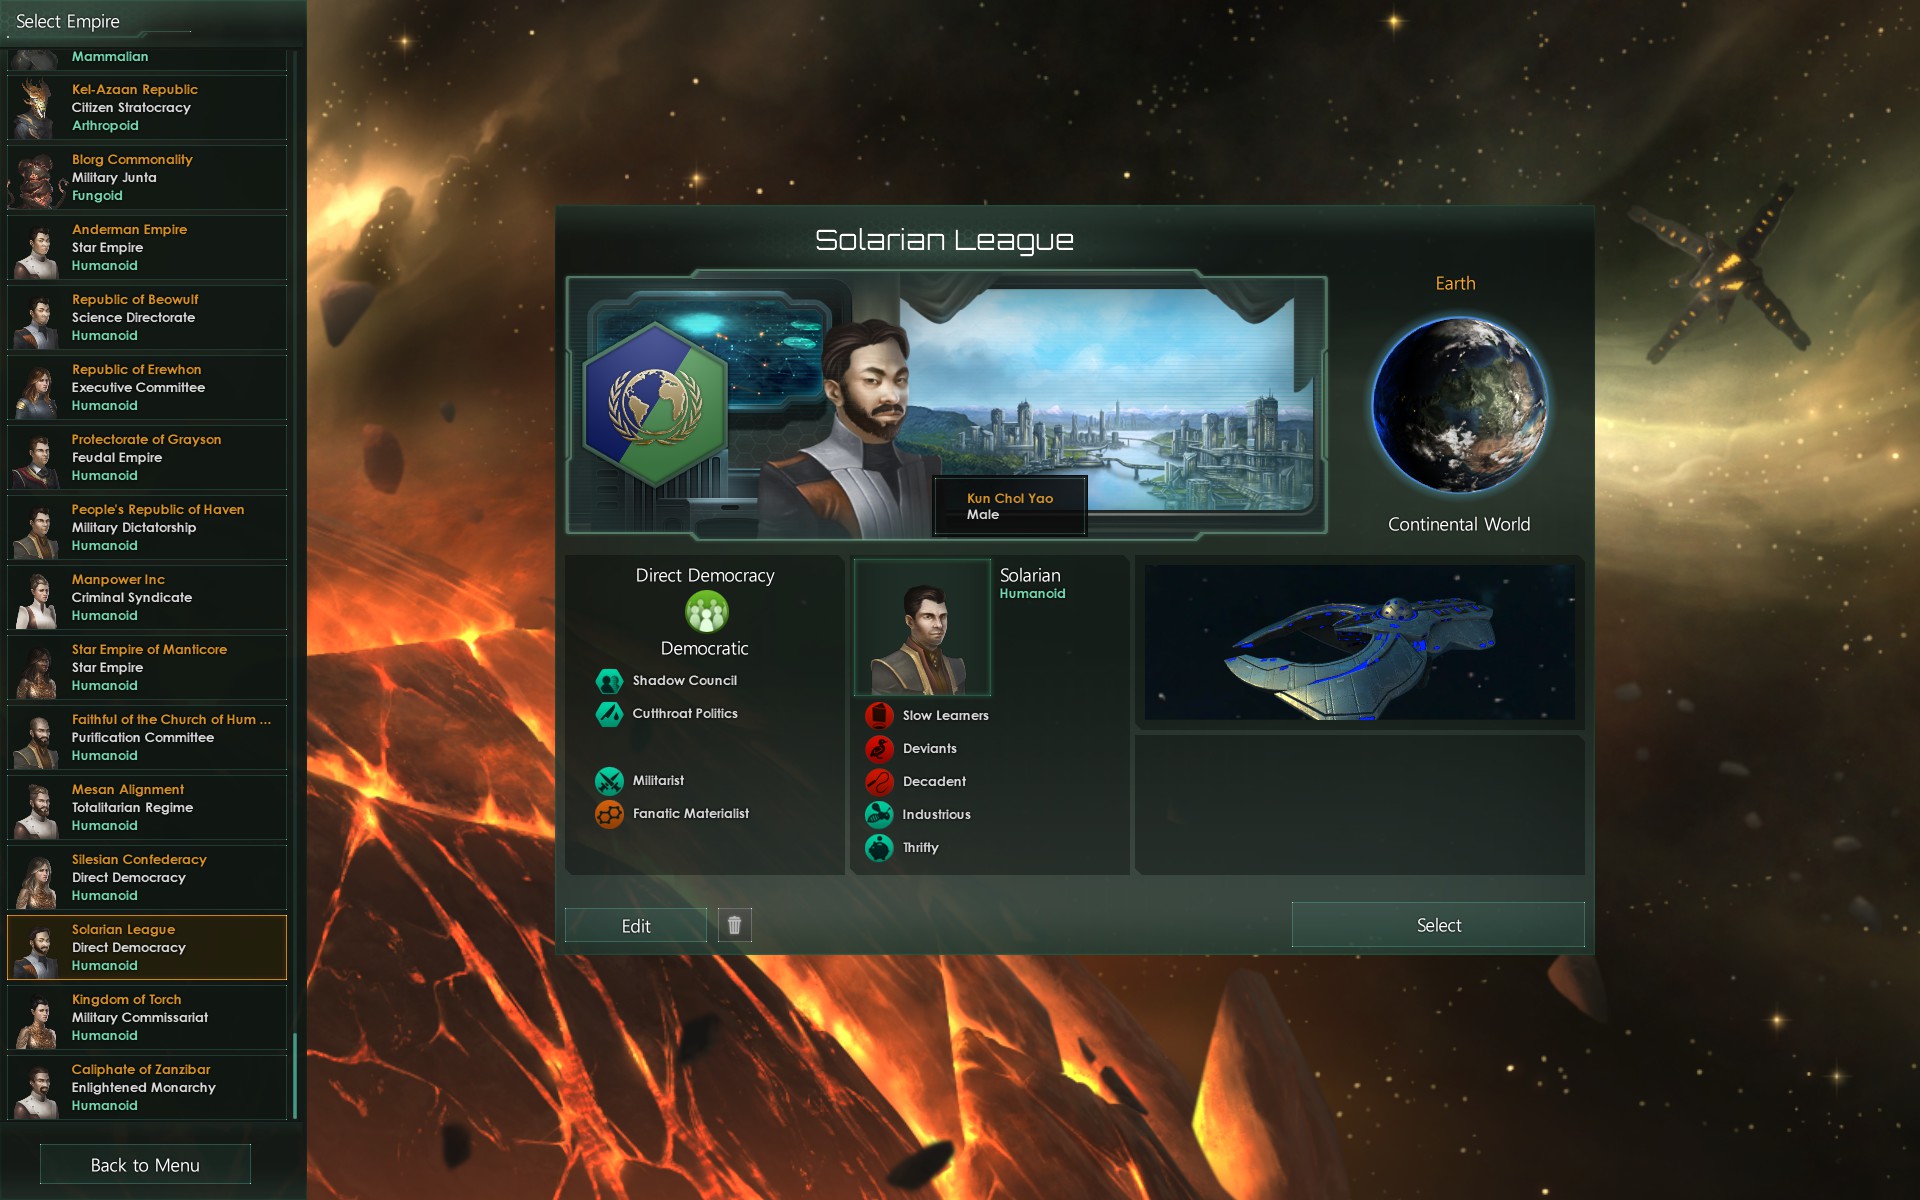 Select Empire
Mammalian
Kel-Azaan Republic
Citizen Stratocracy
Arthropoid
Blorg Commonality
Military Junta
Fungoid
Anderman Empire
Star Empire
Humanoid
Republic of Beowulf
Science Directorate
Humanoid
Republic of Erewhon
Executive Committee
Humanoid
Protectorate of Grayson
Feudal Empire
Humanoid
People's Republic of Haven
Military Dictatorship
Humanoid
Manpower Inc
Criminal Syndicate
Humanoid
Star Empire of Manticore
Star Empire
Humanoid
Faithful of the Church of Hum ...
Purification Committee
Humanoid
Mesan Alignment
Totalitarian Regime
Humanoid
Silesian Confederacy
Direct Democracy
Humanoid
Solarian League
Direct Democracy
Humanoid
Kingdom of Torch
Military Commissariat
Humanoid
Caliphate of Zanzibar
Enlightened Monarchy
Humanoid
Back to Menu
Solarian League
Earth
Kun Chol Yao
Male
Continental World
Direct Democracy
Democratic
Shadow Council
Cutthroat Politics
Militarist
Fanatic Materialist
Solarian
Humanoid
Slow Learners
Deviants
Decadent
Industrious
Thrifty
Edit
Select